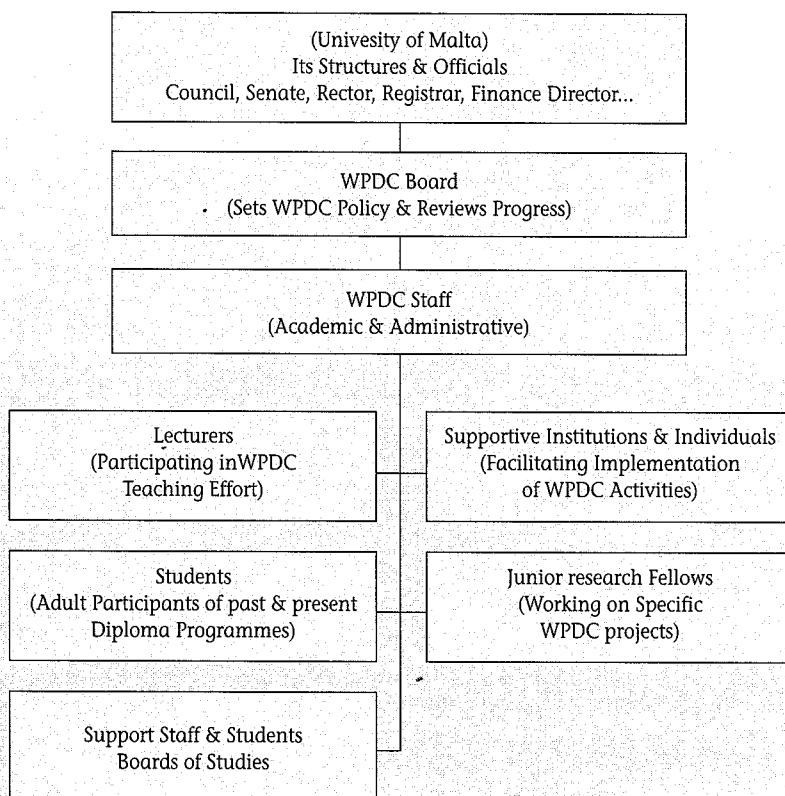 (Univesity of Malta)
Its Structures & Officials
Council, Senate, Rector, Registrar, Finance Director...
WPDC Board
(Sets WPDC Policy & Reviews Progress)
WPDC Staff
(Academic & Administrative)
Lecturers
(Participating inWPDC
Teaching Effort)
Supportive Institutions & Individuals
(Facilitating Implementation
of WPDC Activities)
Students
(Adult Participants of past & present
Diploma Programmes)
Junior research Fellows
(Working on Specific
WPDC projects)
Support Staff & Students
Boards of Studies